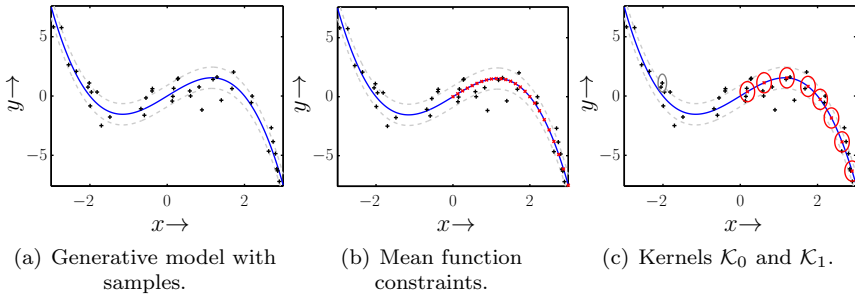 5
0
−5
y→
−2
0
2
x→
(a) Generative model with
samples.
5
0
−5
y→
−2
0
2
x→
(b) Mean function
constraints.
5
0
−5
y→
−2
0
2
x→
(c) Kernels K₀ and K₁.